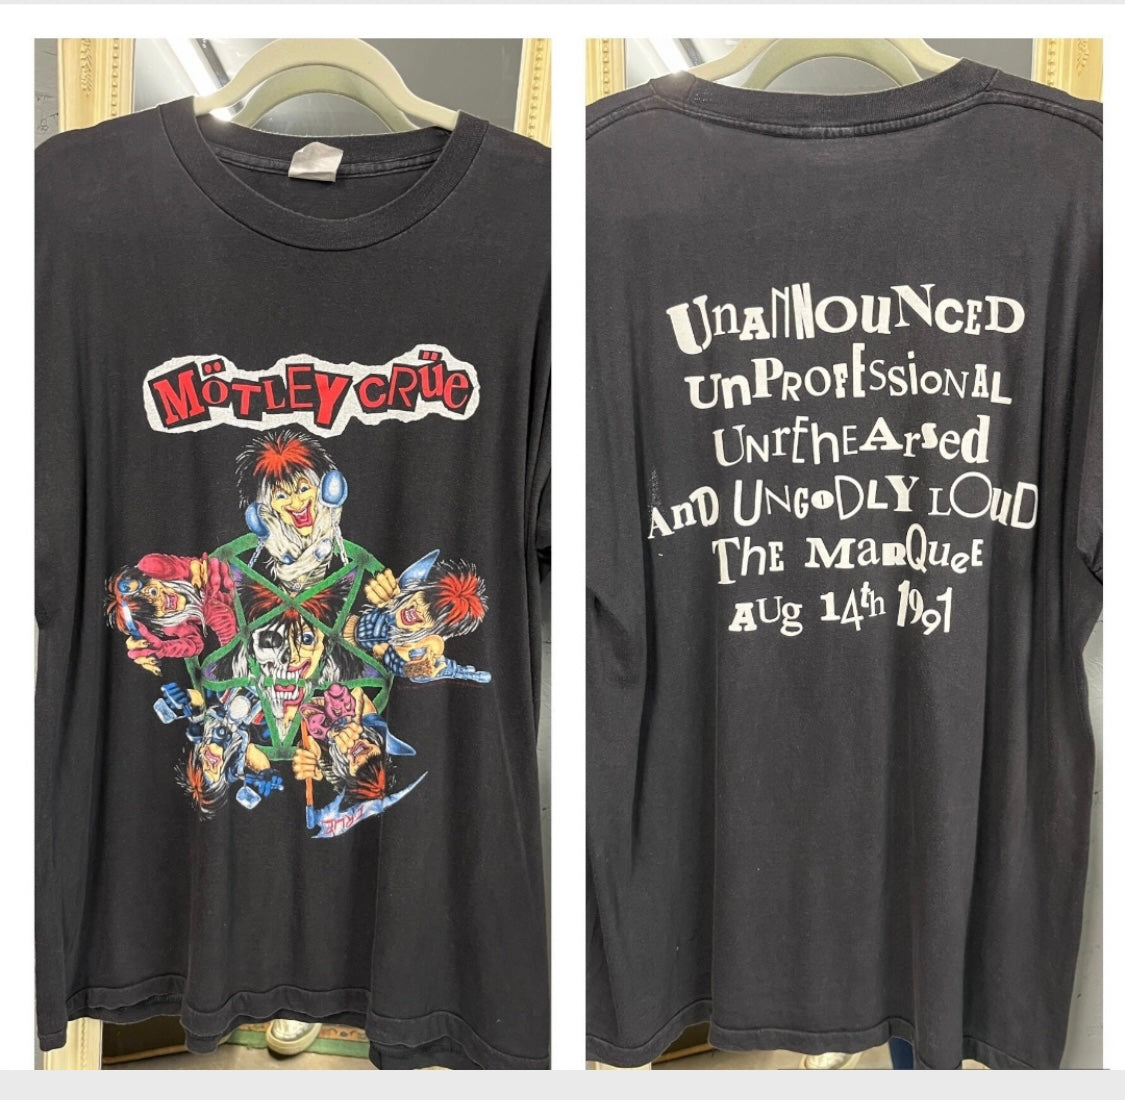 MÖTLEY CRÜe
UnANNOUNCED
UnPROFESSioNAL
UNrEhEArsed
AnD UNGoDLY LOuD
ThE MarQueE
AUg 14th 1991